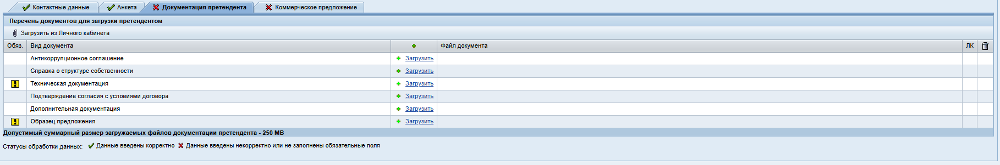 Контактные данные Анкета Документация претендента Коммерческое предложение
Перечень документов для загрузки претендентом
Загрузить из Личного кабинета
Обяз. Вид документа Файл документа ЛК
Антикоррупционное соглашение Загрузить
Справка о структуре собственности Загрузить
Техническая документация Загрузить
Подтверждение согласия с условиями договора Загрузить
Дополнительная документация Загрузить
Образец предложения Загрузить
Допустимый суммарный размер загружаемых файлов документации претендента - 250 МВ
Статусы обработки данных: Данные введены корректно Данные введены некорректно или не заполнены обязательные поля